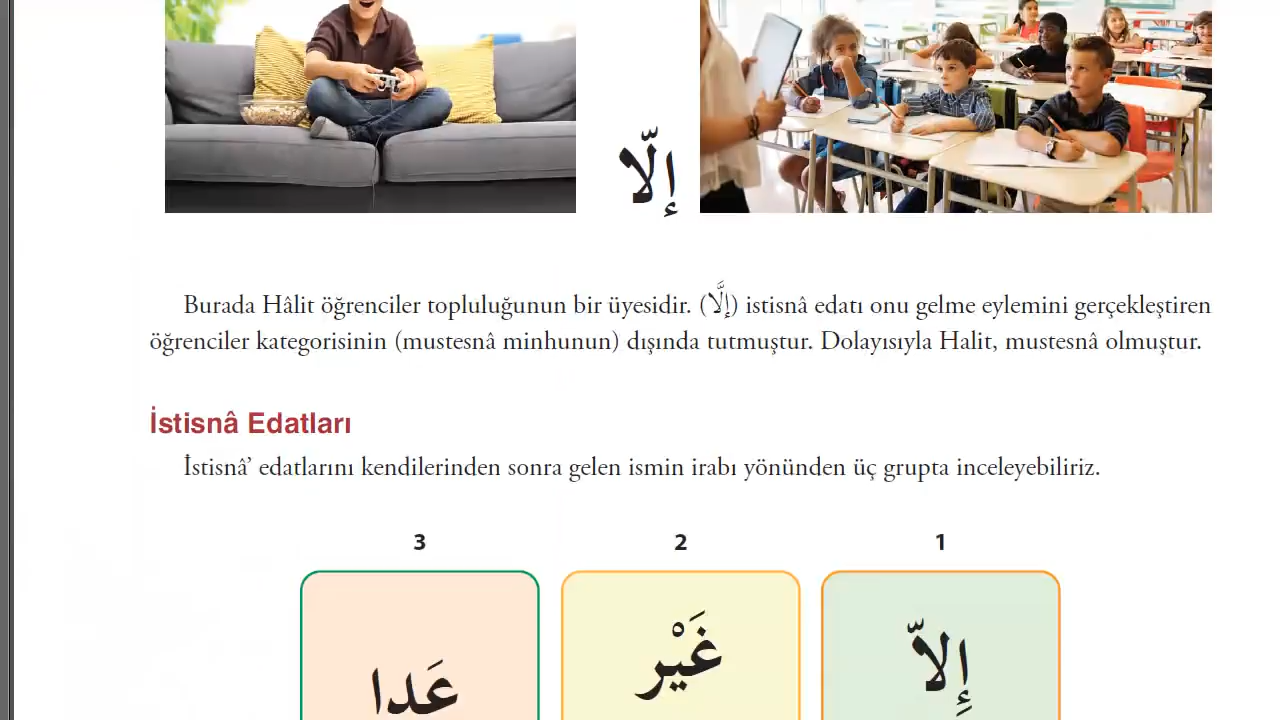 إلّا
Burada Hâlit öğrenciler topluluğunun bir üyesidir. (إلَّا) istisnâ edatı onu gelme eylemini gerçekleştiren
öğrenciler kategorisinin (mustesnâ minhunun) dışında tutmuştur. Dolayısıyla Halit, mustesnâ olmuştur.
İstisnâ Edatları
İstisnâ’ edatlarını kendilerinden sonra gelen ismin irabı yönünden üç grupta inceleyebiliriz.
3 2 1
عَدا غَيْر إِلاّ